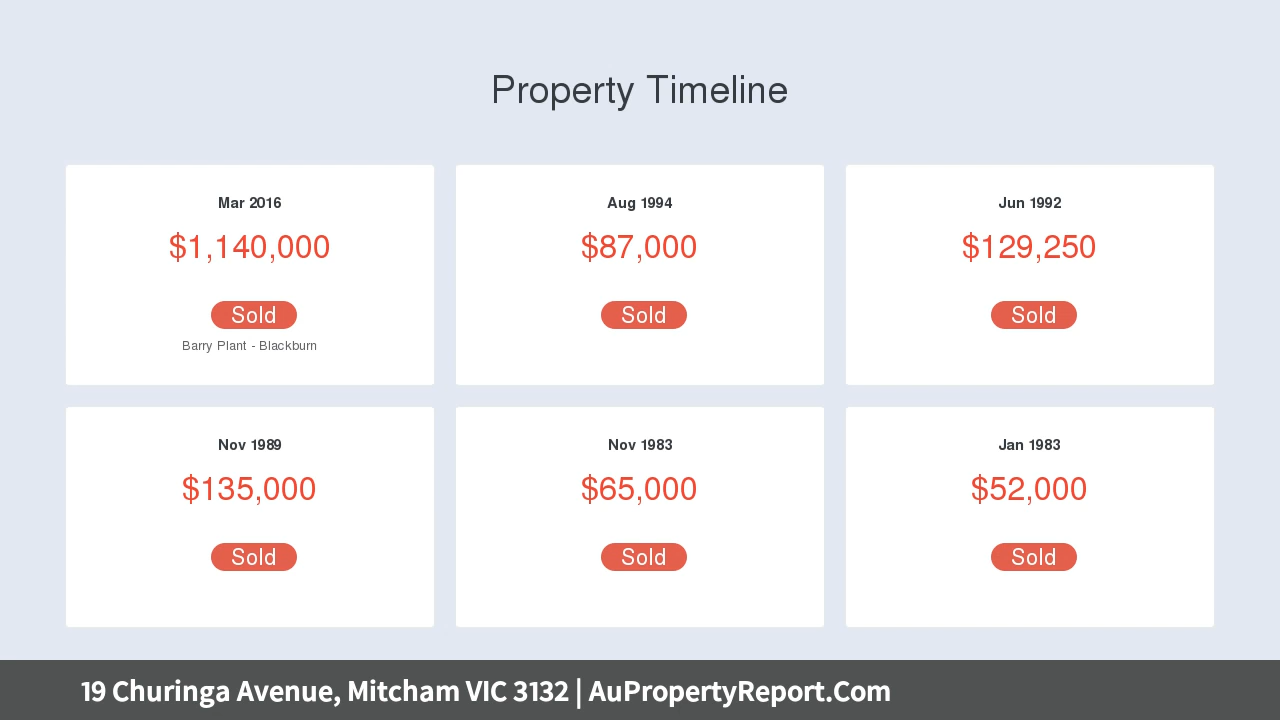 Property Timeline
Mar 2016
$1,140,000
Sold
Barry Plant - Blackburn
Aug 1994
$87,000
Sold
Jun 1992
$129,250
Sold
Nov 1989
$135,000
Sold
Nov 1983
$65,000
Sold
Jan 1983
$52,000
Sold
19 Churinga Avenue, Mitcham VIC 3132 | AuPropertyReport.Com